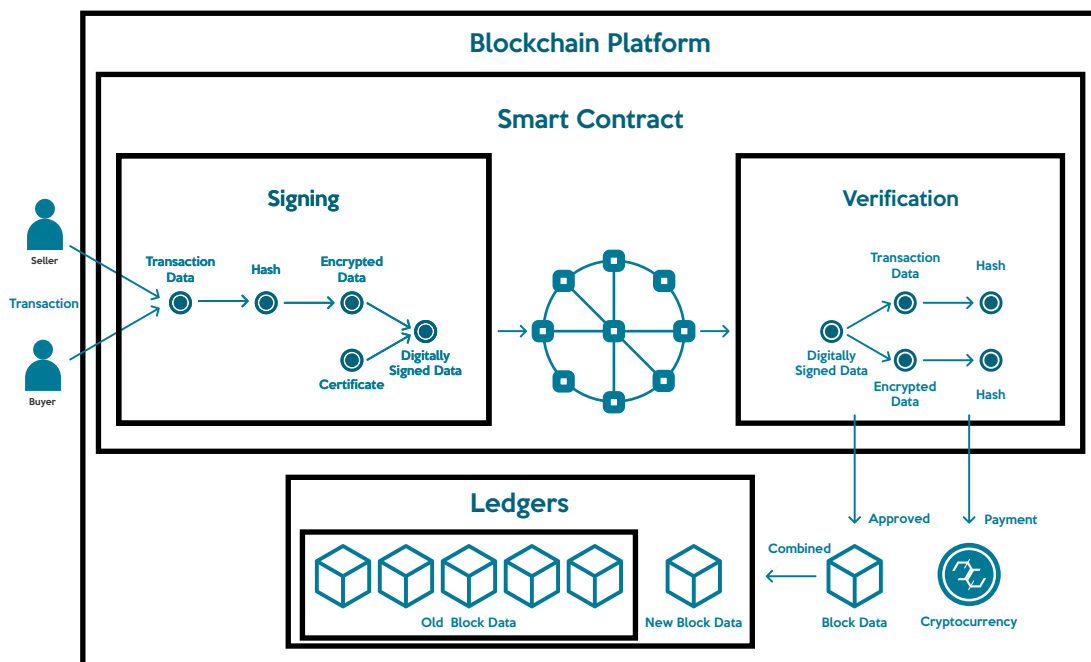 Blockchain Platform
Smart Contract
Signing
Verification
Seller
Transaction
Buyer
Transaction
Data
Hash
Encrypted
Data
Certificate
Digitally
Signed Data
Digitally
Signed Data
Transaction
Data
Hash
Encrypted
Data
Hash
Approved
Payment
Ledgers
Combined
Old Block Data
New Block Data
Block Data
Cryptocurrency